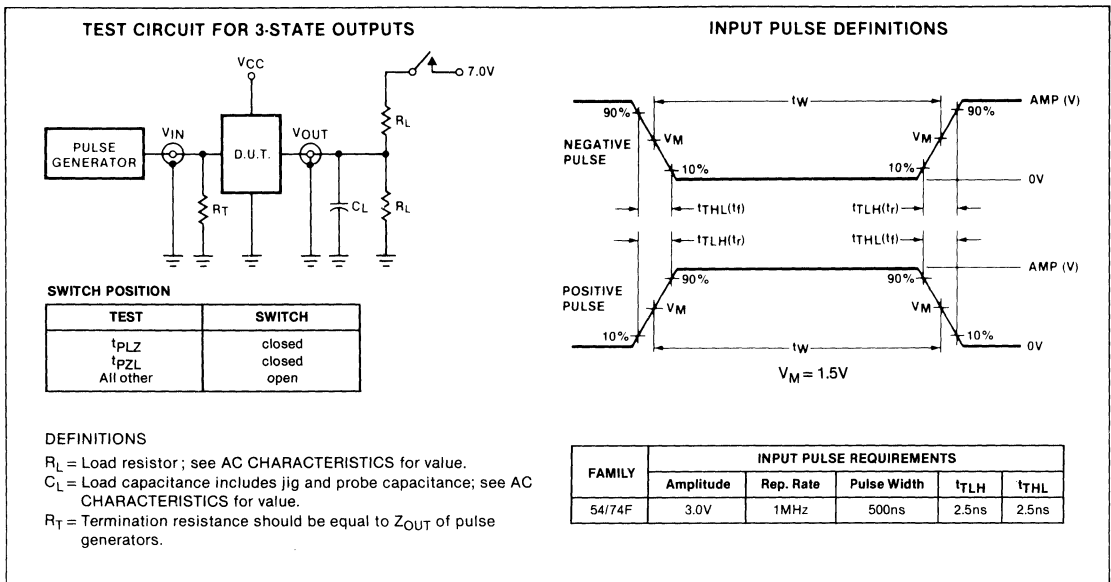 TEST CIRCUIT FOR 3-STATE OUTPUTS
VCC
7.0V
RL
PULSE
GENERATOR
VIN
D.U.T.
VOUT
RT
CL
RL
SWITCH POSITION
TEST SWITCH
tPLZ closed
tPZL closed
All other open
DEFINITIONS
RL = Load resistor; see AC CHARACTERISTICS for value.
CL = Load capacitance includes jig and probe capacitance; see AC
CHARACTERISTICS for value.
RT = Termination resistance should be equal to ZOUT of pulse
generators.
INPUT PULSE DEFINITIONS
tW AMP (V)
90% 90%
NEGATIVE
PULSE
VM VM
10% 10%
0V
tTHL(tf) tTLH(tr)
tTLH(tr) tTHL(tf)
AMP (V)
90% 90%
POSITIVE
PULSE
VM VM
10% 10%
tW 0V
VM = 1.5V
FAMILY INPUT PULSE REQUIREMENTS
Amplitude Rep. Rate Pulse Width tTLH tTHL
54/74F 3.0V 1MHz 500ns 2.5ns 2.5ns